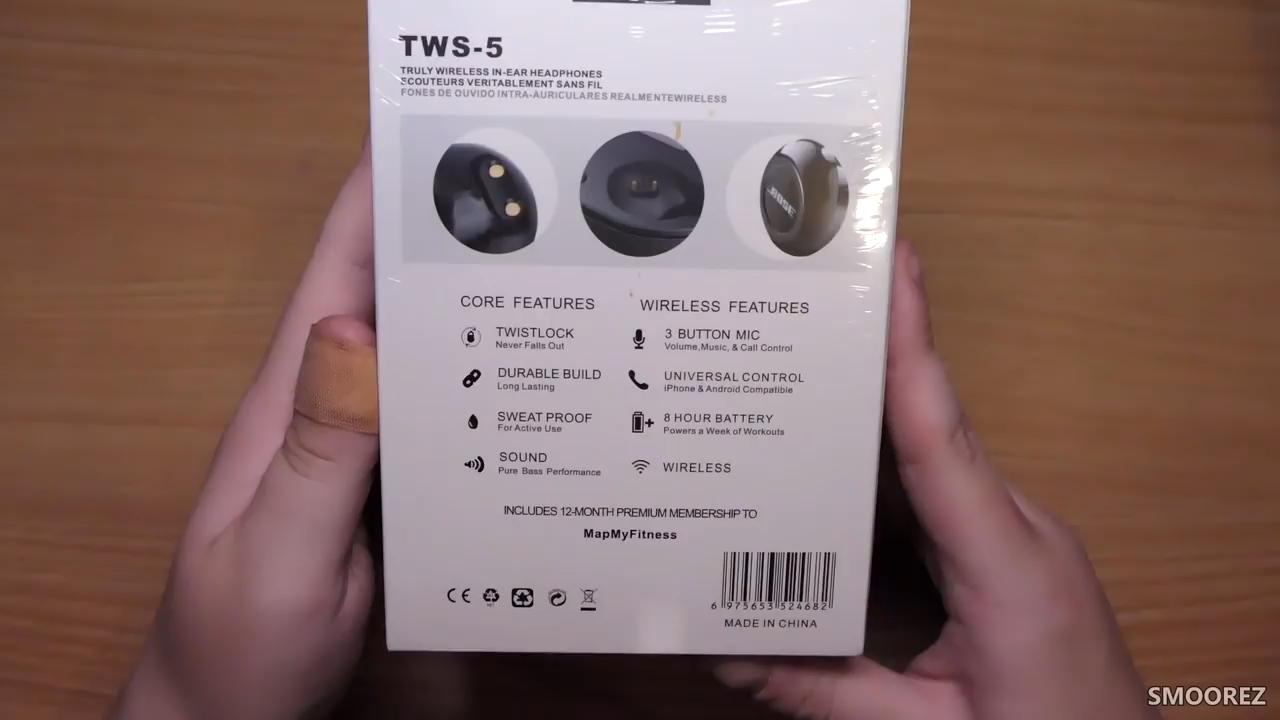 TWS-5
TRULY WIRELESS IN-EAR HEADPHONES
ECOUTEURS VERITABLEMENT SANS FIL
FONES DE OUVIDO INTRA-AURICULARES REALMENTEWIRELESS
BOSE
CORE FEATURES
TWISTLOCK
Never Falls Out
DURABLE BUILD
Long Lasting
SWEAT PROOF
For Active Use
SOUND
Pure Bass Performance
WIRELESS FEATURES
3 BUTTON MIC
Volume,Music, & Call Control
UNIVERSAL CONTROL
iPhone & Android Compatible
8 HOUR BATTERY
Powers a Week of Workouts
WIRELESS
INCLUDES 12-MONTH PREMIUM MEMBERSHIP TO
MapMyFitness
CE
6 975653 524682
MADE IN CHINA
SMOOREZ